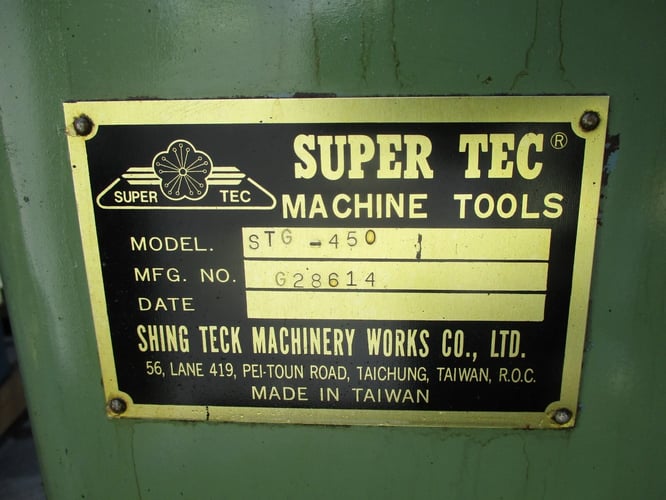 SUPER TEC®
SUPER TEC
MACHINE TOOLS
MODEL. STG-450
MFG. NO. G28614
DATE
SHING TECK MACHINERY WORKS CO., LTD.
56, LANE 419, PEI-TOUN ROAD, TAICHUNG, TAIWAN, R.O.C.
MADE IN TAIWAN